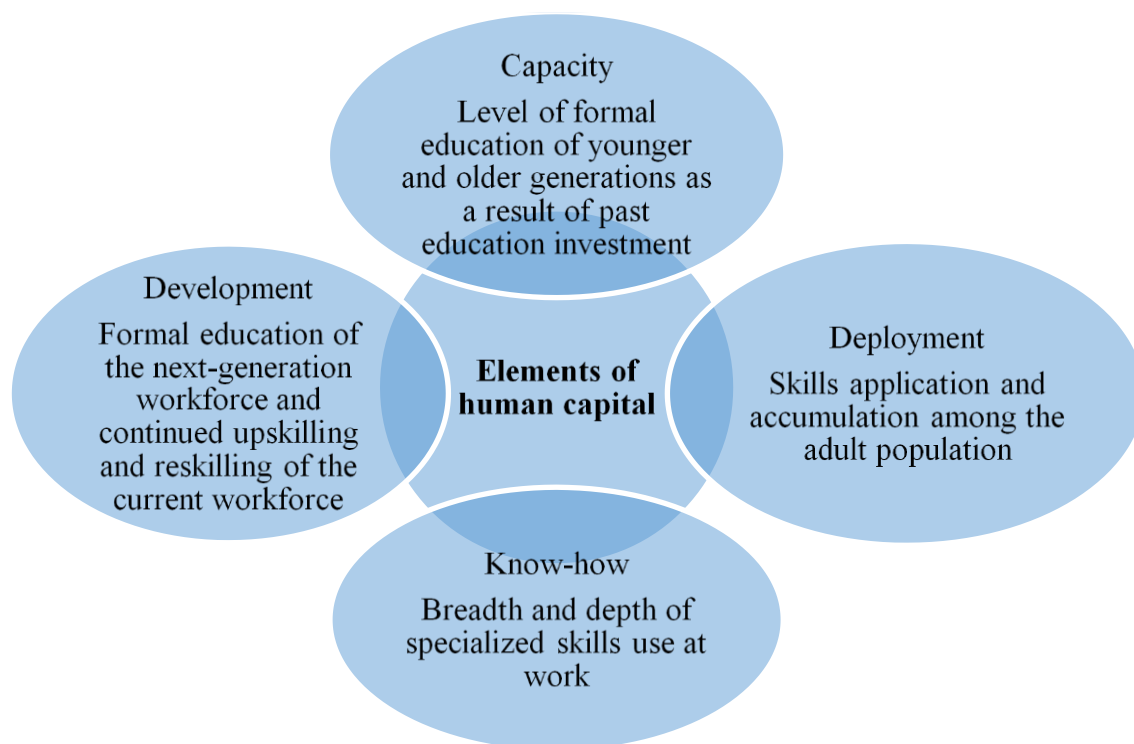 Capacity
Level of formal
education of younger
and older generations as
a result of past
education investment
Development
Formal education of
the next-generation
workforce and
continued upskilling
and reskilling of the
current workforce
Elements of
human capital
Deployment
Skills application and
accumulation among the
adult population
Know-how
Breadth and depth of
specialized skills use at
work